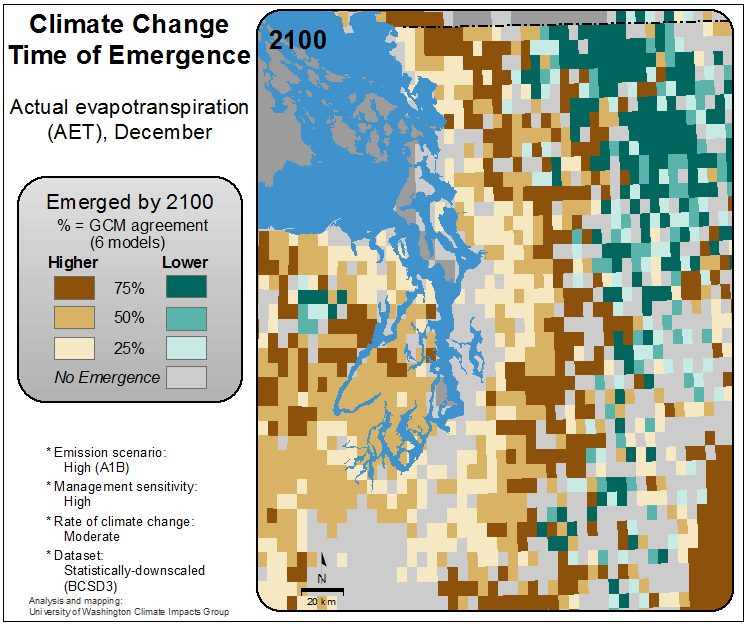 Climate Change
Time of Emergence
Actual evapotranspiration
(AET), December
Emerged by 2100
% = GCM agreement
(6 models)
Higher Lower
75%
50%
25%
No Emergence
* Emission scenario:
High (A1B)
* Management sensitivity:
High
* Rate of climate change:
Moderate
* Dataset:
Statistically-downscaled
(BCSD3)
Analysis and mapping:
University of Washington Climate Impacts Group
2100
N
20 km